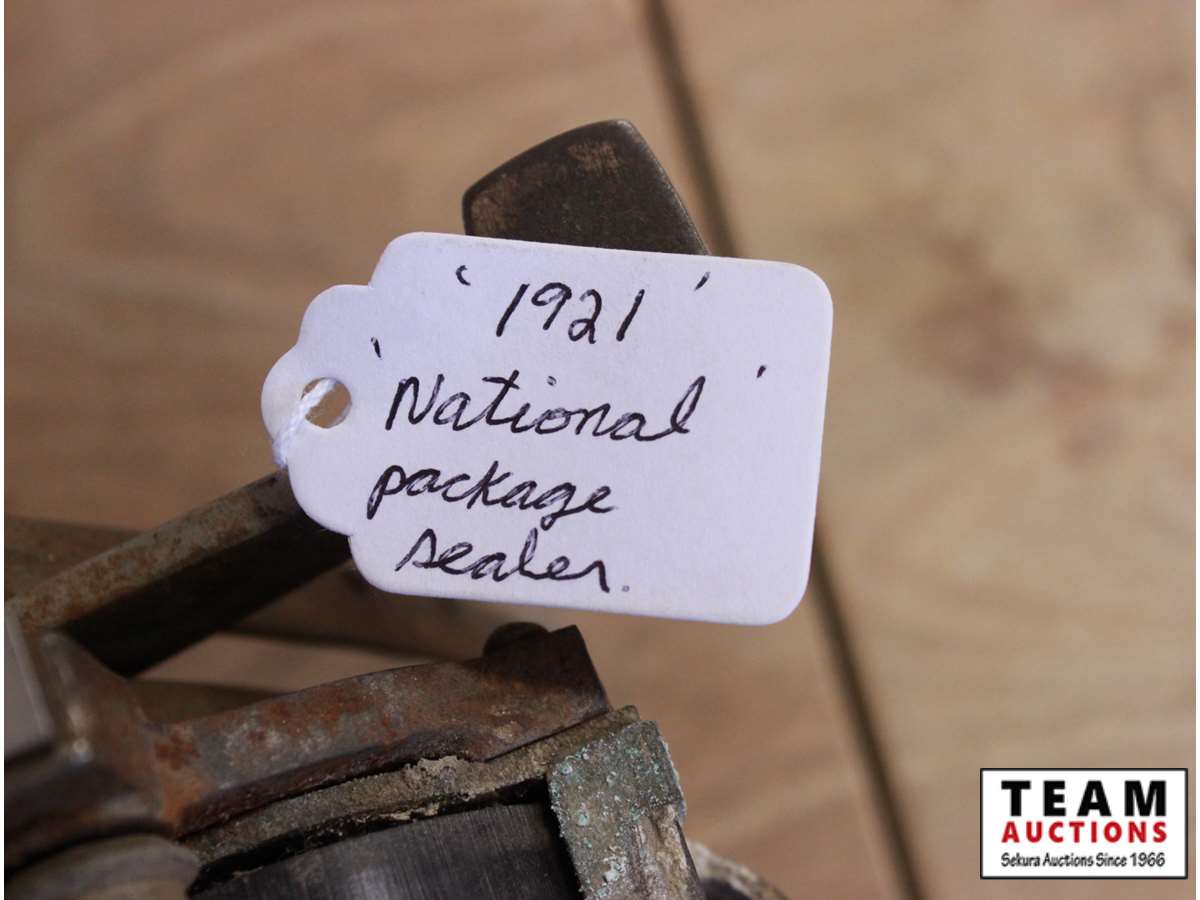 '1921'
'National'
package
sealer.
TEAM
AUCTIONS
Sekura Auctions Since 1966